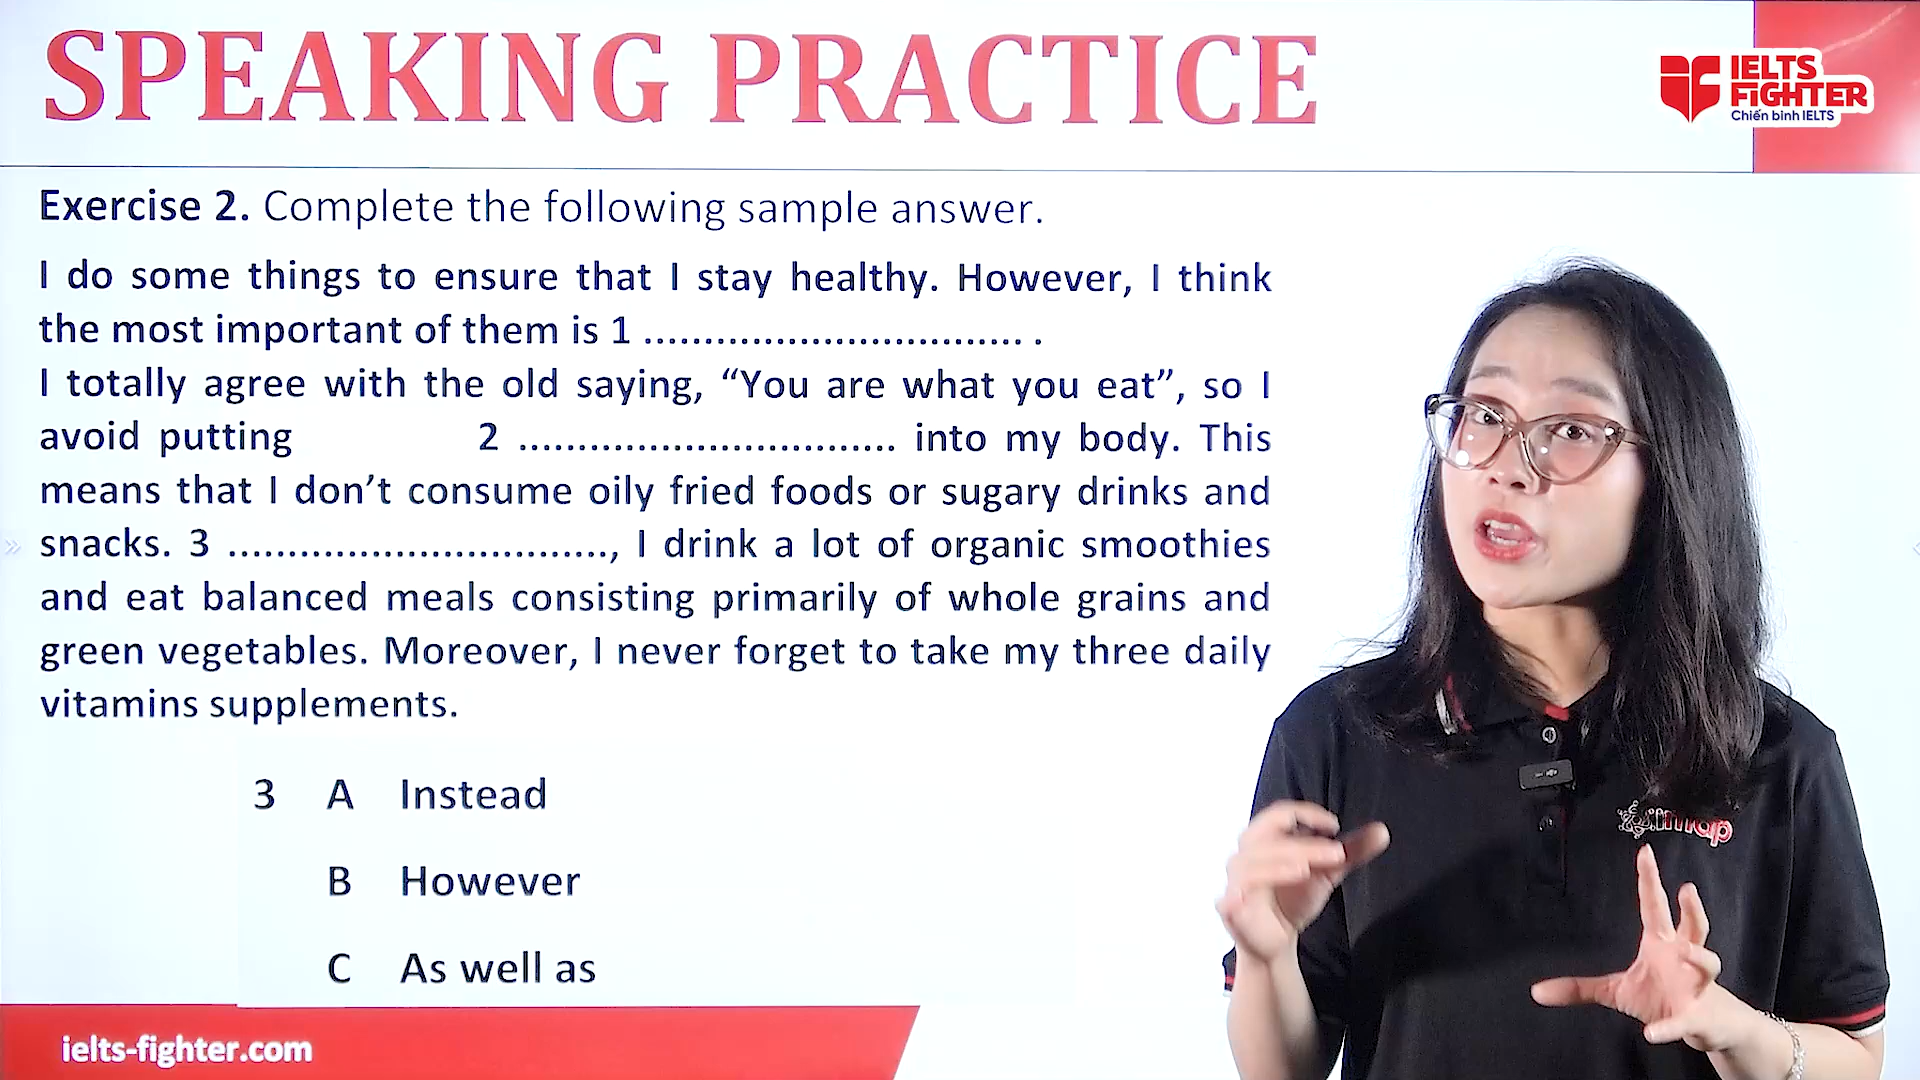 SPEAKING PRACTICE
IELTS
FIGHTER
Chiến binh IELTS
Exercise 2. Complete the following sample answer.
I do some things to ensure that I stay healthy. However, I think
the most important of them is 1 ................................ .
I totally agree with the old saying, “You are what you eat”, so I
avoid putting 2 ................................ into my body. This
means that I don’t consume oily fried foods or sugary drinks and
snacks. 3 ................................, I drink a lot of organic smoothies
and eat balanced meals consisting primarily of whole grains and
green vegetables. Moreover, I never forget to take my three daily
vitamins supplements.
3 A Instead
B However
C As well as
imap
ielts-fighter.com